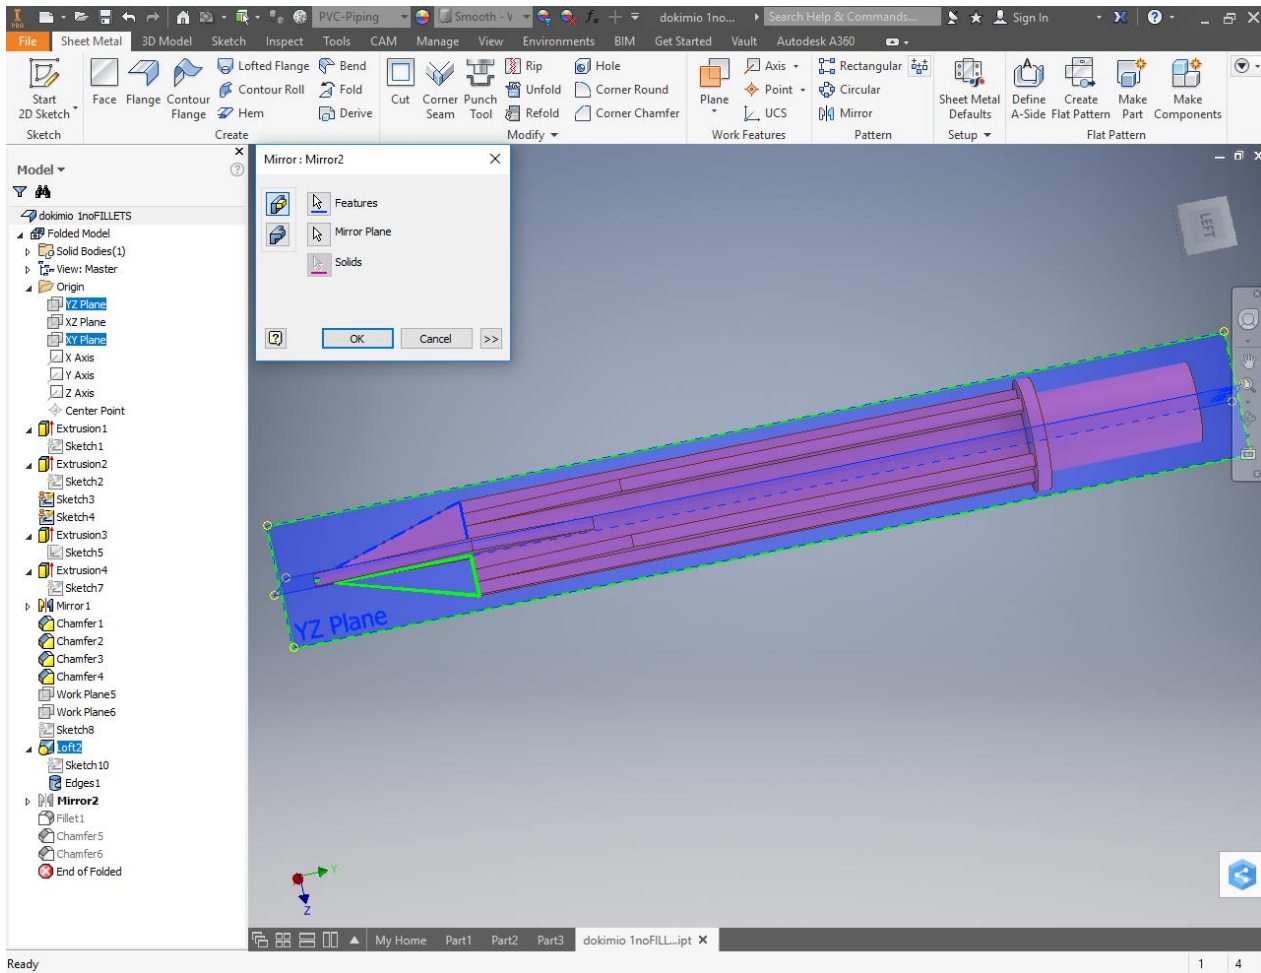 I PRO PVC-Piping Smooth - V fx dokimio 1no... Search Help & Commands... Sign In
File Sheet Metal 3D Model Sketch Inspect Tools CAM Manage View Environments BIM Get Started Vault Autodesk A360
Lofted Flange Bend Rip Hole Axis Rectangular
Contour Roll Fold Unfold Corner Round Point Circular
Hem Derive Refold Corner Chamfer UCS Mirror
Start 2D Sketch Face Flange Contour Flange Cut Corner Seam Punch Tool Plane Sheet Metal Defaults Define A-Side Create Flat Pattern Make Part Make Components
Sketch Create Modify Work Features Pattern Setup Flat Pattern
Model
dokimio 1noFILLETS
Folded Model
Solid Bodies(1)
View: Master
Origin
YZ Plane
XZ Plane
XY Plane
X Axis
Y Axis
Z Axis
Center Point
Extrusion1
Sketch1
Extrusion2
Sketch2
Sketch3
Sketch4
Extrusion3
Sketch5
Extrusion4
Sketch7
Mirror1
Chamfer1
Chamfer2
Chamfer3
Chamfer4
Work Plane5
Work Plane6
Sketch8
Loft2
Sketch10
Edges1
Mirror2
Fillet1
Chamfer5
Chamfer6
End of Folded
Mirror : Mirror2
Features
Mirror Plane
Solids
OK Cancel >>
LEFT
YZ Plane
Y
Z
My Home Part1 Part2 Part3 dokimio 1noFILL...ipt X
Ready 1 4